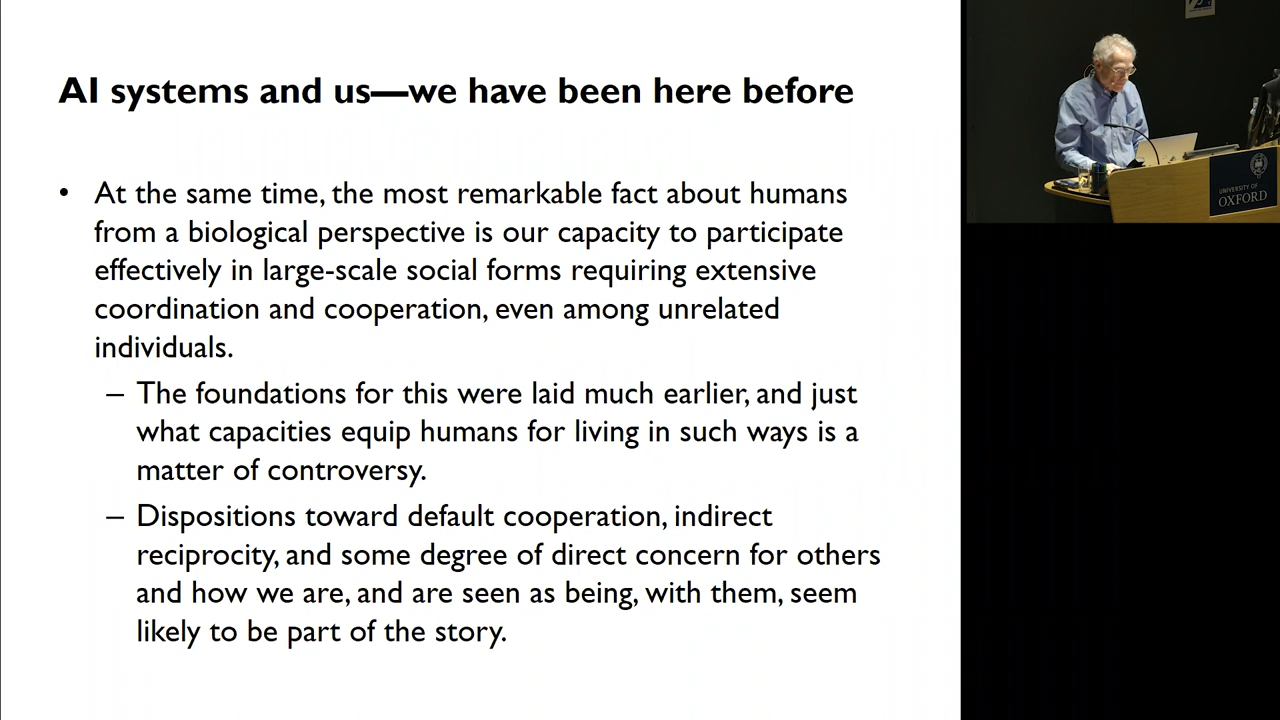 AI systems and us—we have been here before
• At the same time, the most remarkable fact about humans
from a biological perspective is our capacity to participate
effectively in large-scale social forms requiring extensive
coordination and cooperation, even among unrelated
individuals.
– The foundations for this were laid much earlier, and just
what capacities equip humans for living in such ways is a
matter of controversy.
– Dispositions toward default cooperation, indirect
reciprocity, and some degree of direct concern for others
and how we are, and are seen as being, with them, seem
likely to be part of the story.
UNIVERSITY OF
OXFORD